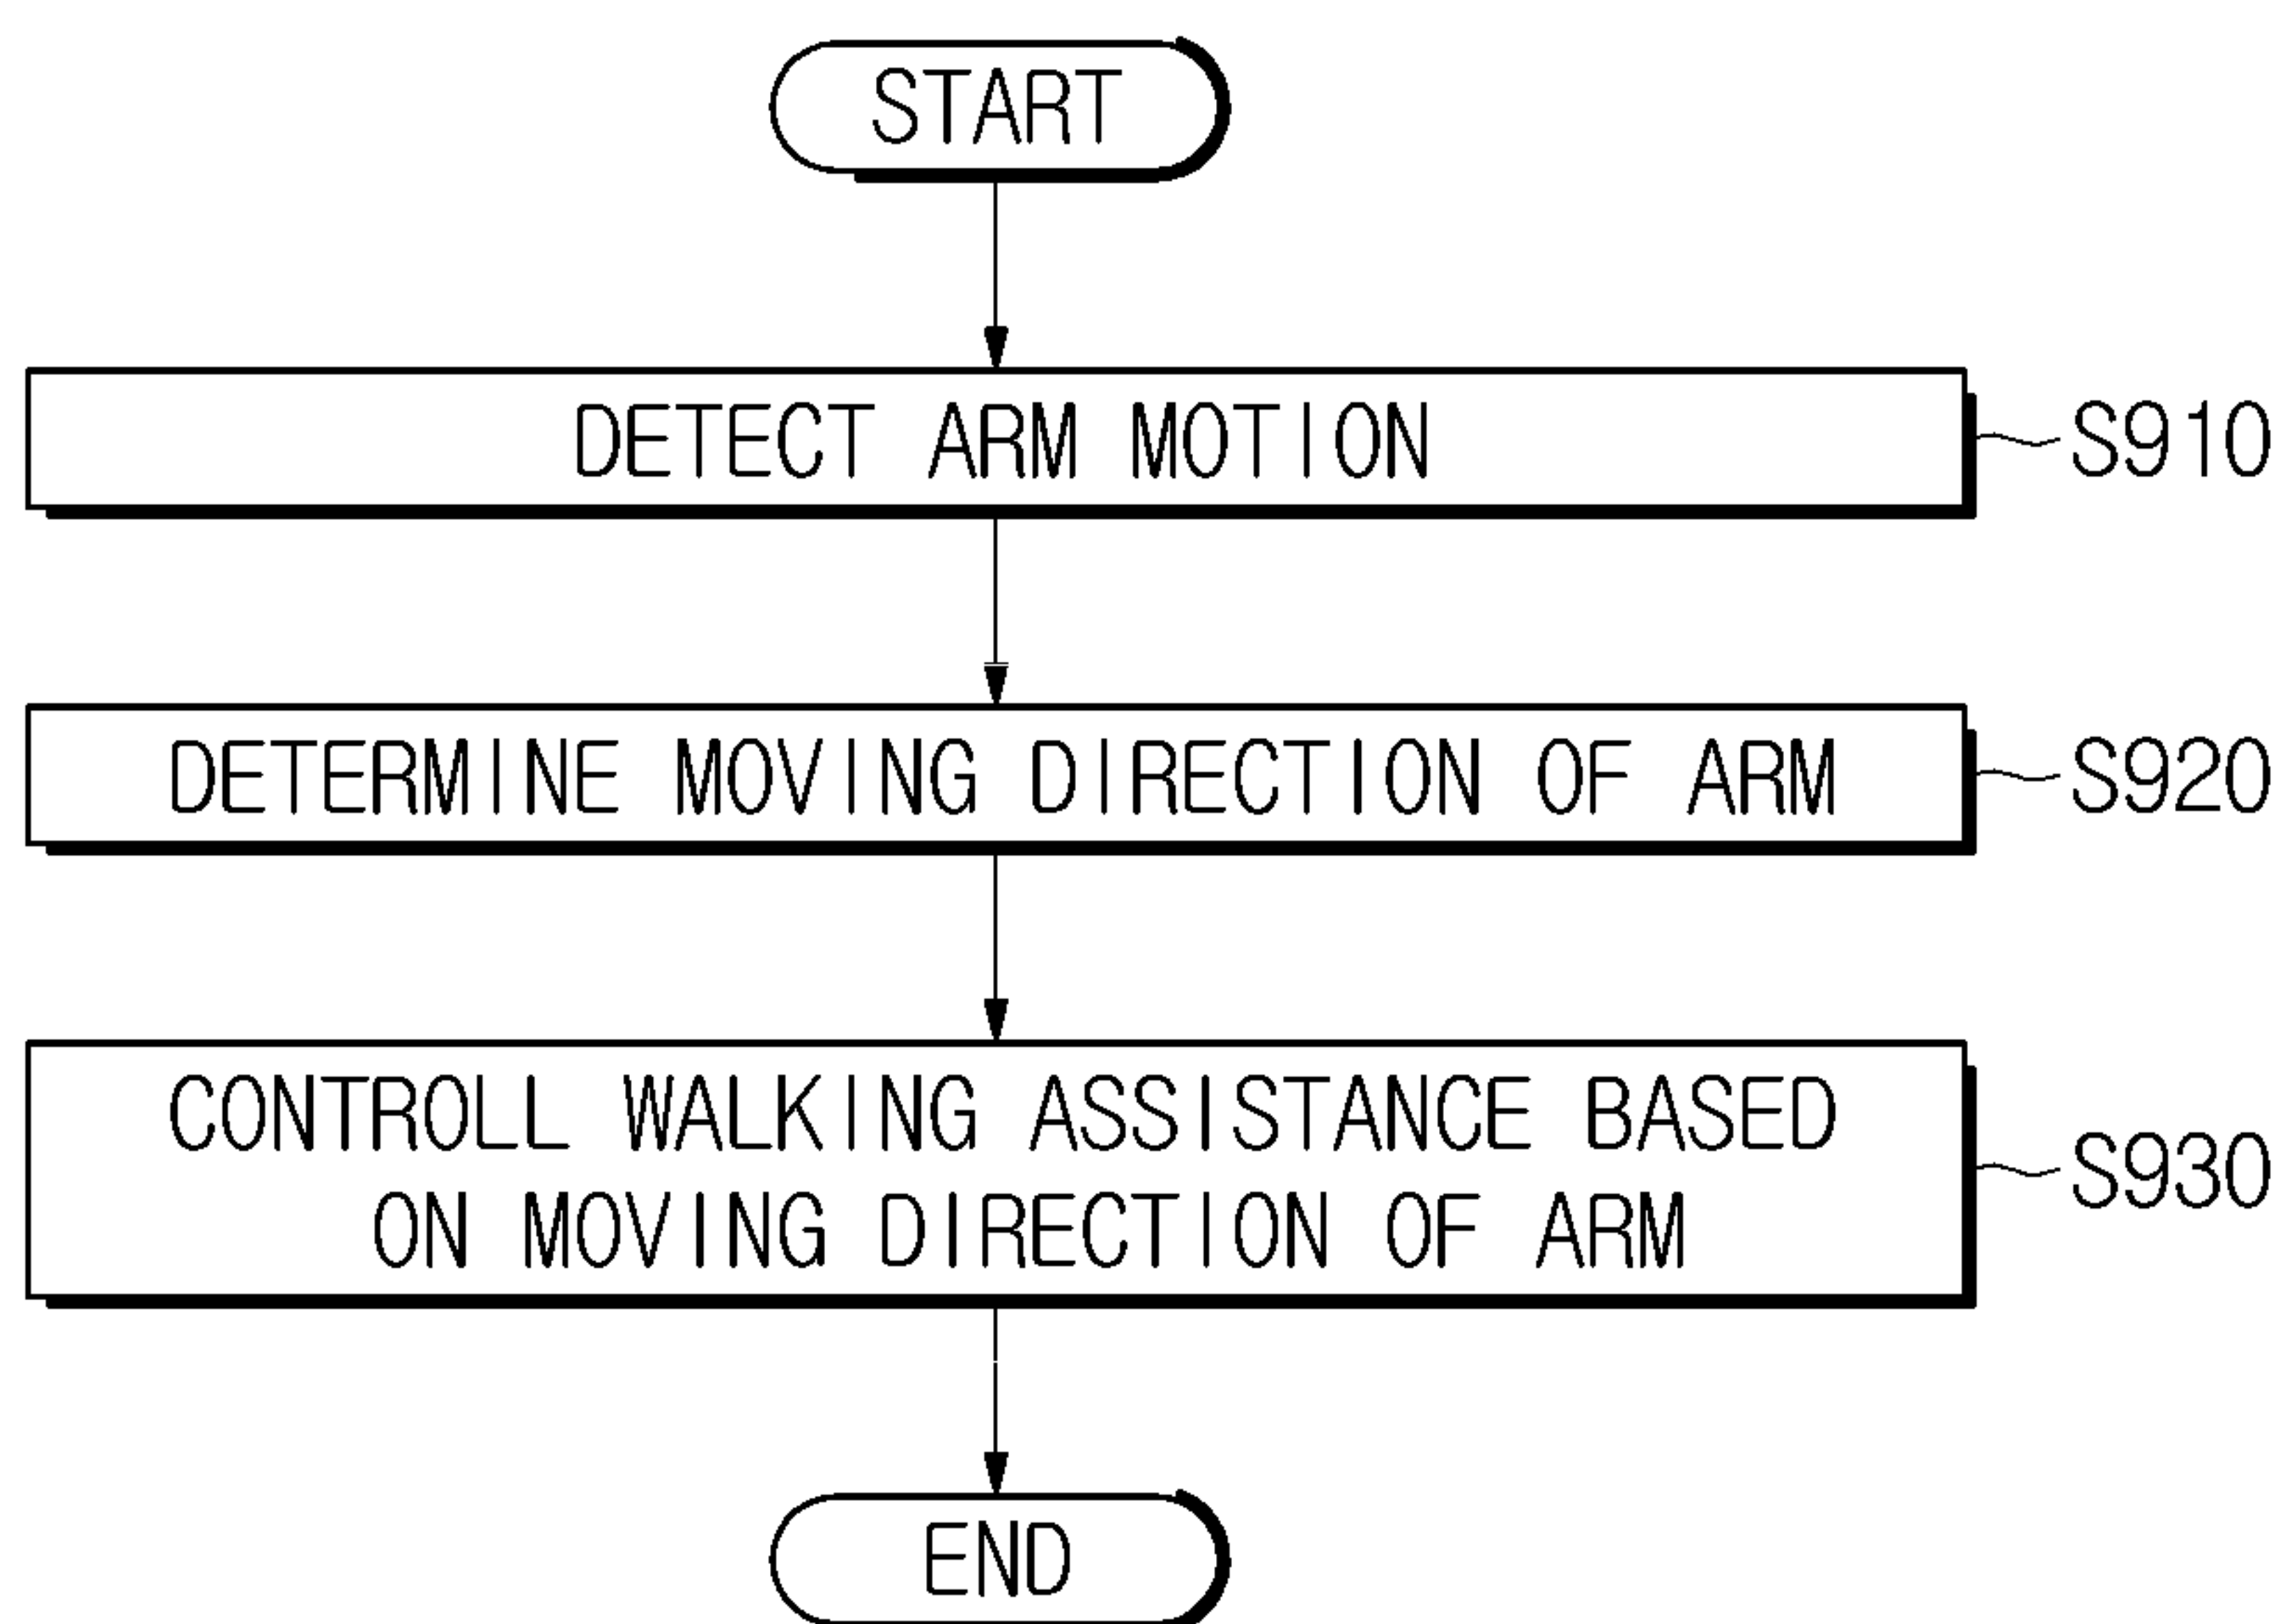 START
DETECT ARM MOTION
S910
DETERMINE MOVING DIRECTION OF ARM
S920
CONTROLL WALKING ASSISTANCE BASED
ON MOVING DIRECTION OF ARM
S930
END